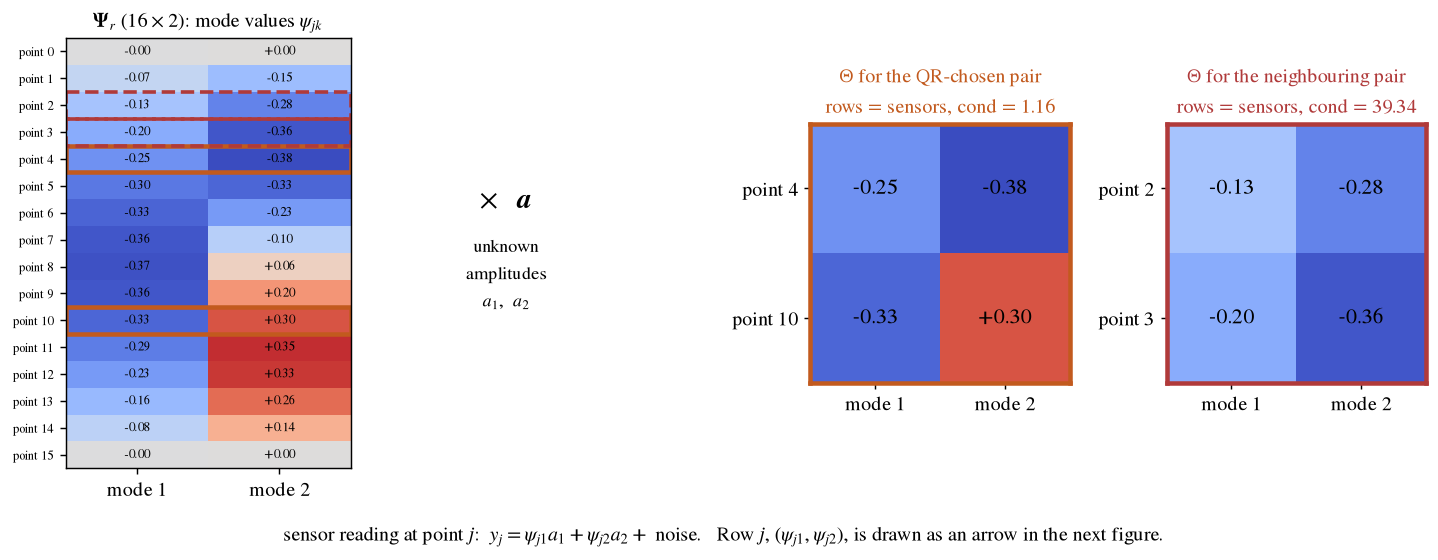 Ψr (16 × 2): mode values ψjk
point 0 -0.00 +0.00
point 1 -0.07 -0.15
point 2 -0.13 -0.28
point 3 -0.20 -0.36
point 4 -0.25 -0.38
point 5 -0.30 -0.33
point 6 -0.33 -0.23
point 7 -0.36 -0.10
point 8 -0.37 +0.06
point 9 -0.36 +0.20
point 10 -0.33 +0.30
point 11 -0.29 +0.35
point 12 -0.23 +0.33
point 13 -0.16 +0.26
point 14 -0.08 +0.14
point 15 -0.00 +0.00
mode 1 mode 2
× a
unknown
amplitudes
a1, a2
Θ for the QR-chosen pair
rows = sensors, cond = 1.16
point 4 -0.25 -0.38
point 10 -0.33 +0.30
mode 1 mode 2
Θ for the neighbouring pair
rows = sensors, cond = 39.34
point 2 -0.13 -0.28
point 3 -0.20 -0.36
mode 1 mode 2
sensor reading at point j: yj = ψj1a1 + ψj2a2 + noise. Row j, (ψj1, ψj2), is drawn as an arrow in the next figure.